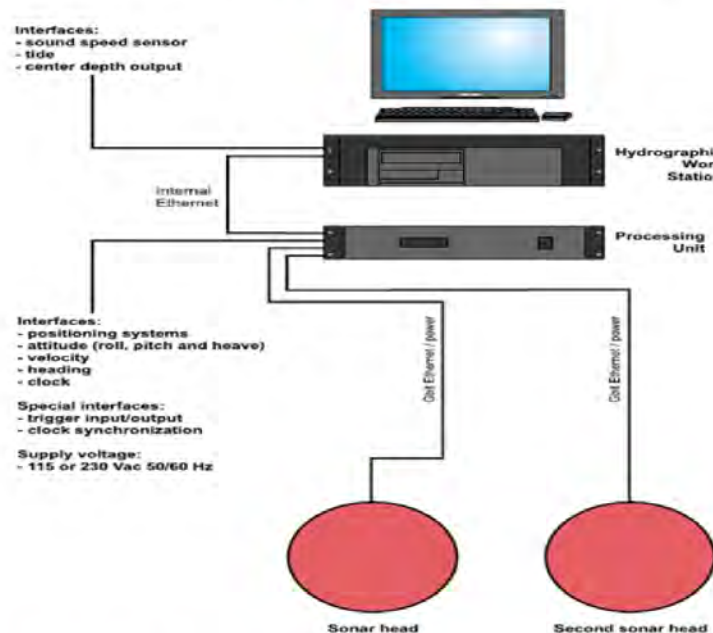 Interfaces:
- sound speed sensor
- tide
- center depth output
Hydrographi
Wor
Statio
Internal
Ethernet
Processing
Unit
Interfaces:
- positioning systems
- attitude (roll, pitch and heave)
- velocity
- heading
- clock
Special interfaces:
- trigger input/output
- clock synchronization
Supply voltage:
- 115 or 230 Vac 50/60 Hz
Gbit Ethernet / power
Gbit Ethernet / power
Sonar head
Second sonar head